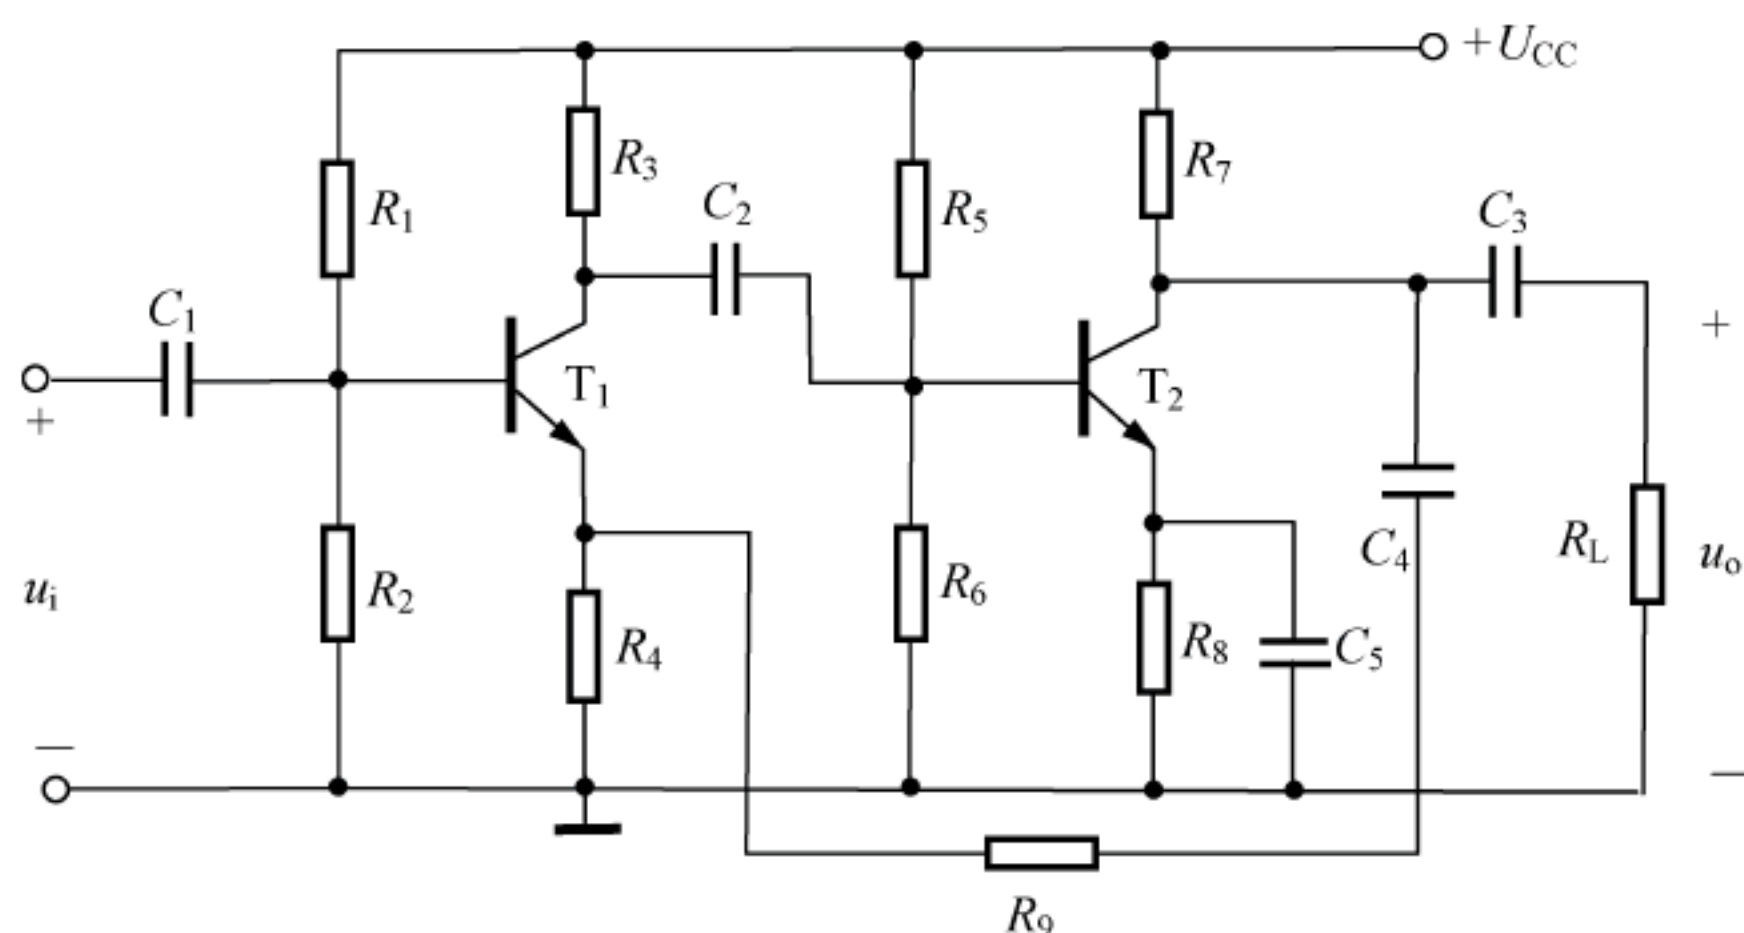 +U_CC
R_3
R_7
R_1
C_2
R_5
C_3
C_1
+
T_1
T_2
+
C_4
R_L
u_o
u_i
R_2
R_6
R_4
R_8
C_5
—
—
R_9